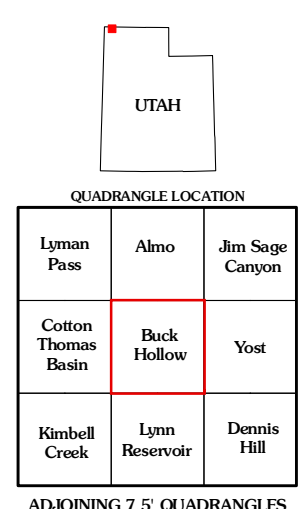 UTAH
QUADRANGLE LOCATION
Lyman
Pass
Almo
Jim Sage
Canyon
Cotton
Thomas
Basin
Buck
Hollow
Yost
Kimbell
Creek
Lynn
Reservoir
Dennis
Hill
ADJOINING 7.5' QUADRANGLES